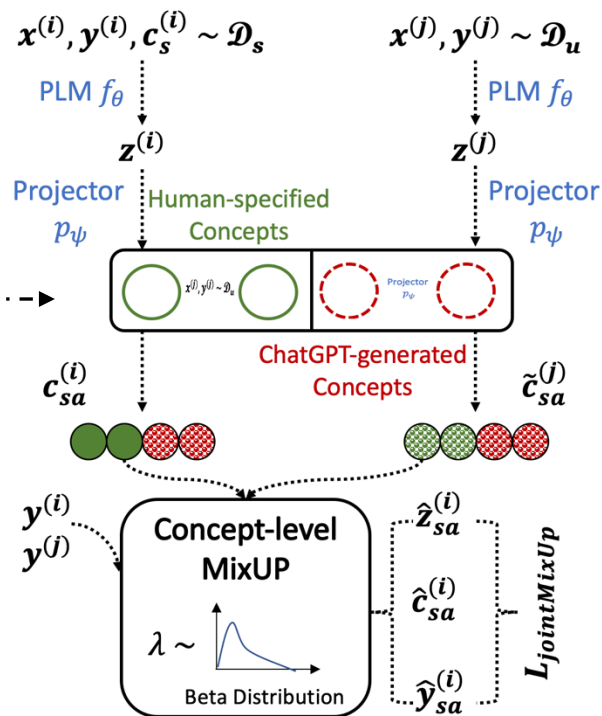 x^(i), y^(i), c_s^(i) ~ 𝒟_s
x^(j), y^(j) ~ 𝒟_u
PLM f_θ
PLM f_θ
z^(i)
z^(j)
Projector
p_ψ
Human-specified
Concepts
Projector
p_ψ
x^(j), y^(j) ~ 𝒟_u
Projector
p_ψ
ChatGPT-generated
Concepts
c_sa^(i)
c̃_sa^(j)
y^(i)
y^(j)
Concept-level
MixUP
λ ~
Beta Distribution
ẑ_sa^(i)
ĉ_sa^(i)
ŷ_sa^(i)
L_jointMixUp